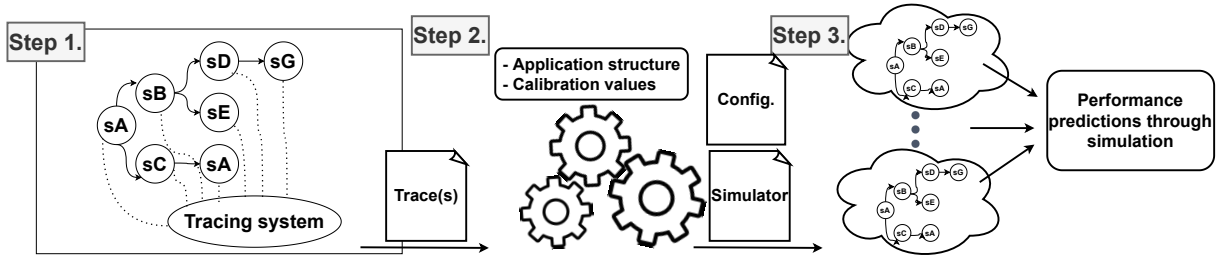 Step 1.
sD
sG
sB
sE
sA
sC
sA
Tracing system
Trace(s)
Step 2.
- Application structure
- Calibration values
Config.
Simulator
Step 3.
sD
sG
sB
sA
sE
sC
sA
sD
sG
sB
sE
sA
sC
sA
Performance
predictions through
simulation